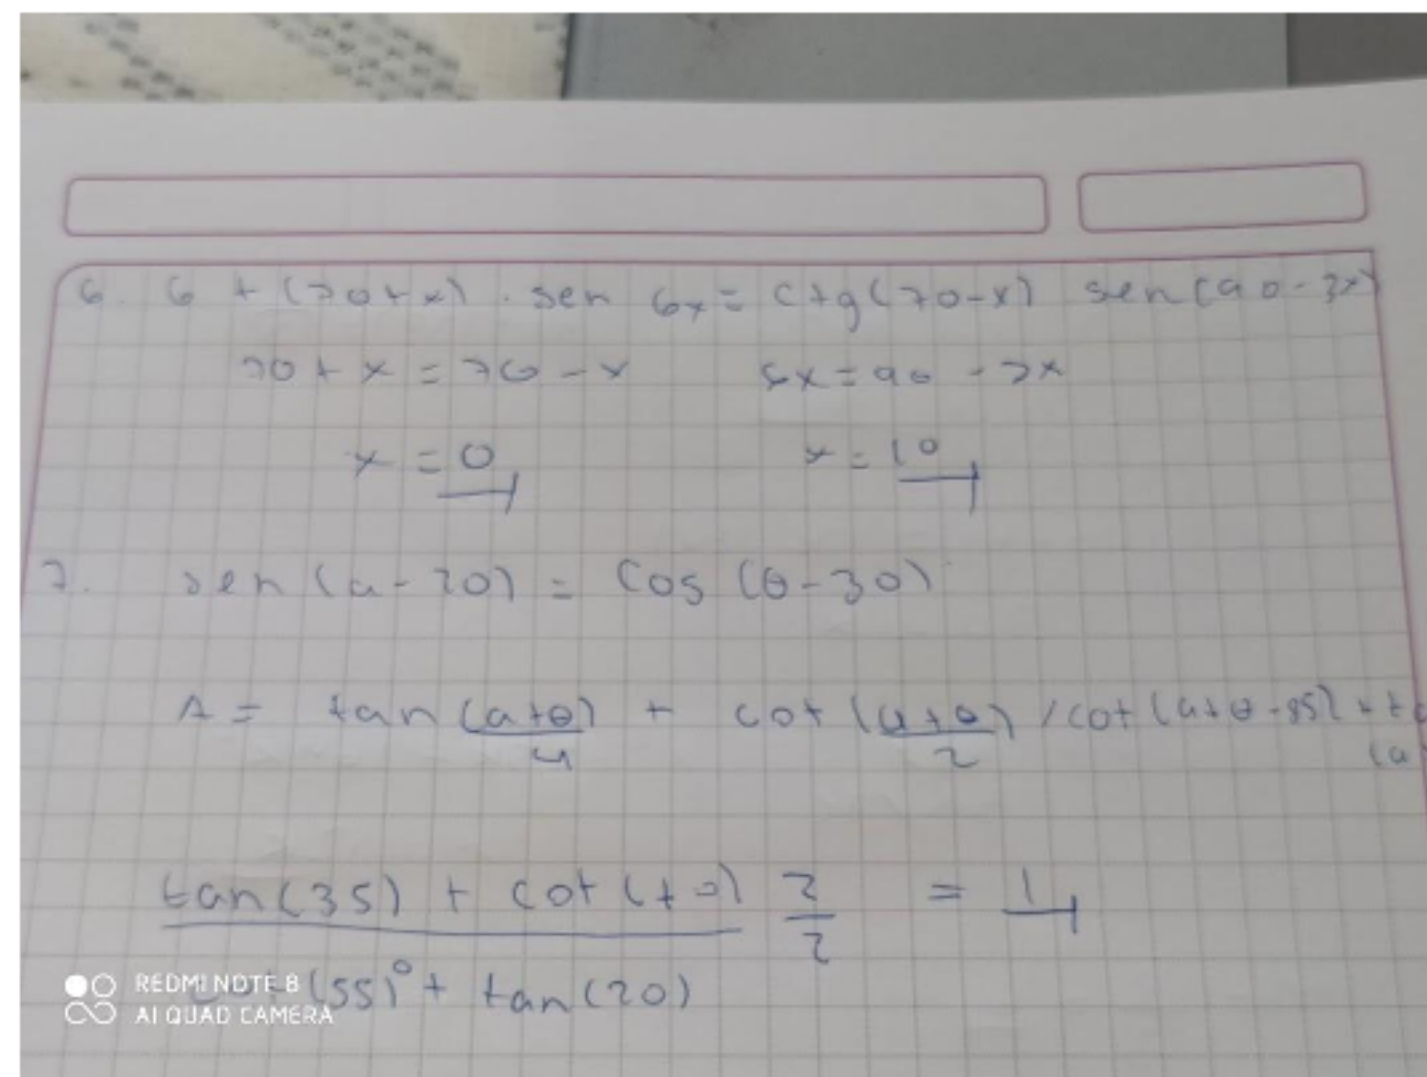 6. 6 + (70+x) . sen 6x = ctg(70-x) sen(90-3x)
70 + x = 70 - x 6x = 90 - 3x
x = 0 x = 10
7. sen (a-20) = Cos (θ-30)
A = tan (a+θ)/4 + cot (a+θ)/2 / cot (a+θ-85) + t
(a
tan(35) + cot(70) 2/2 = 1
cot (55)° + tan(20)
REDMI NOTE 8
AI QUAD CAMERA